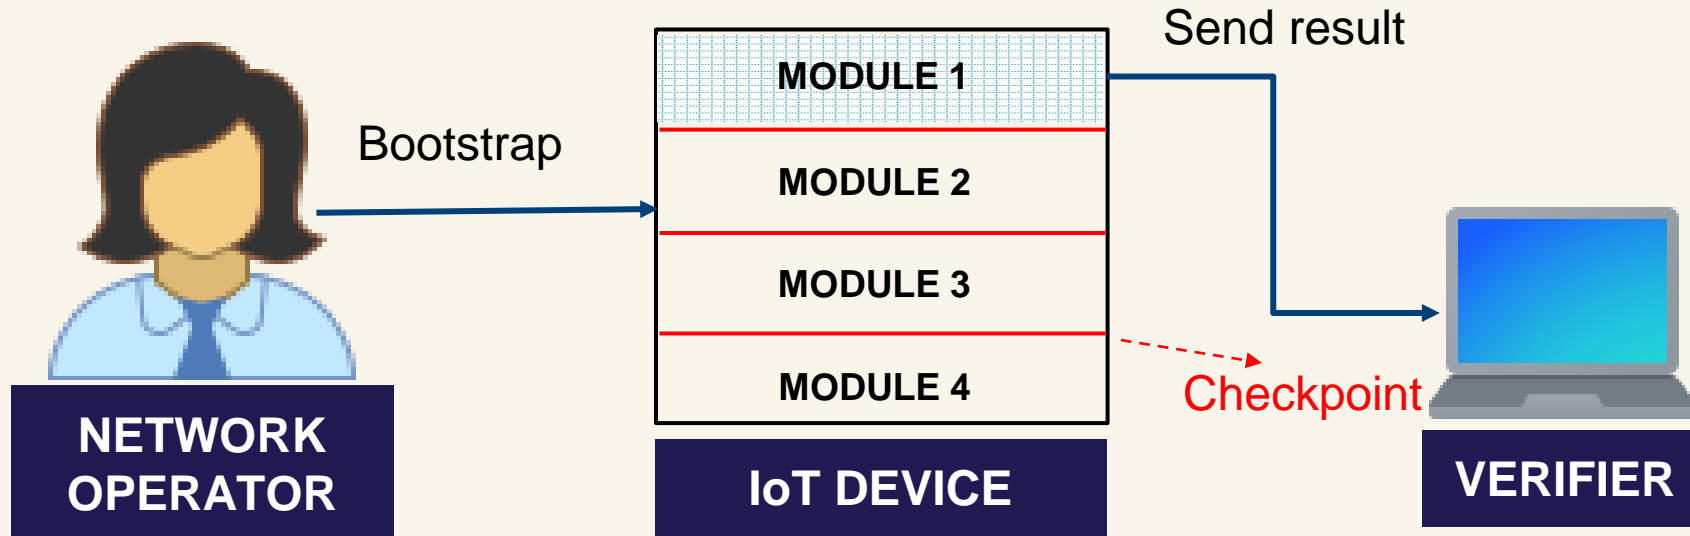 Send result
MODULE 1
Bootstrap
MODULE 2
MODULE 3
MODULE 4
Checkpoint
NETWORK
OPERATOR
IoT DEVICE
VERIFIER